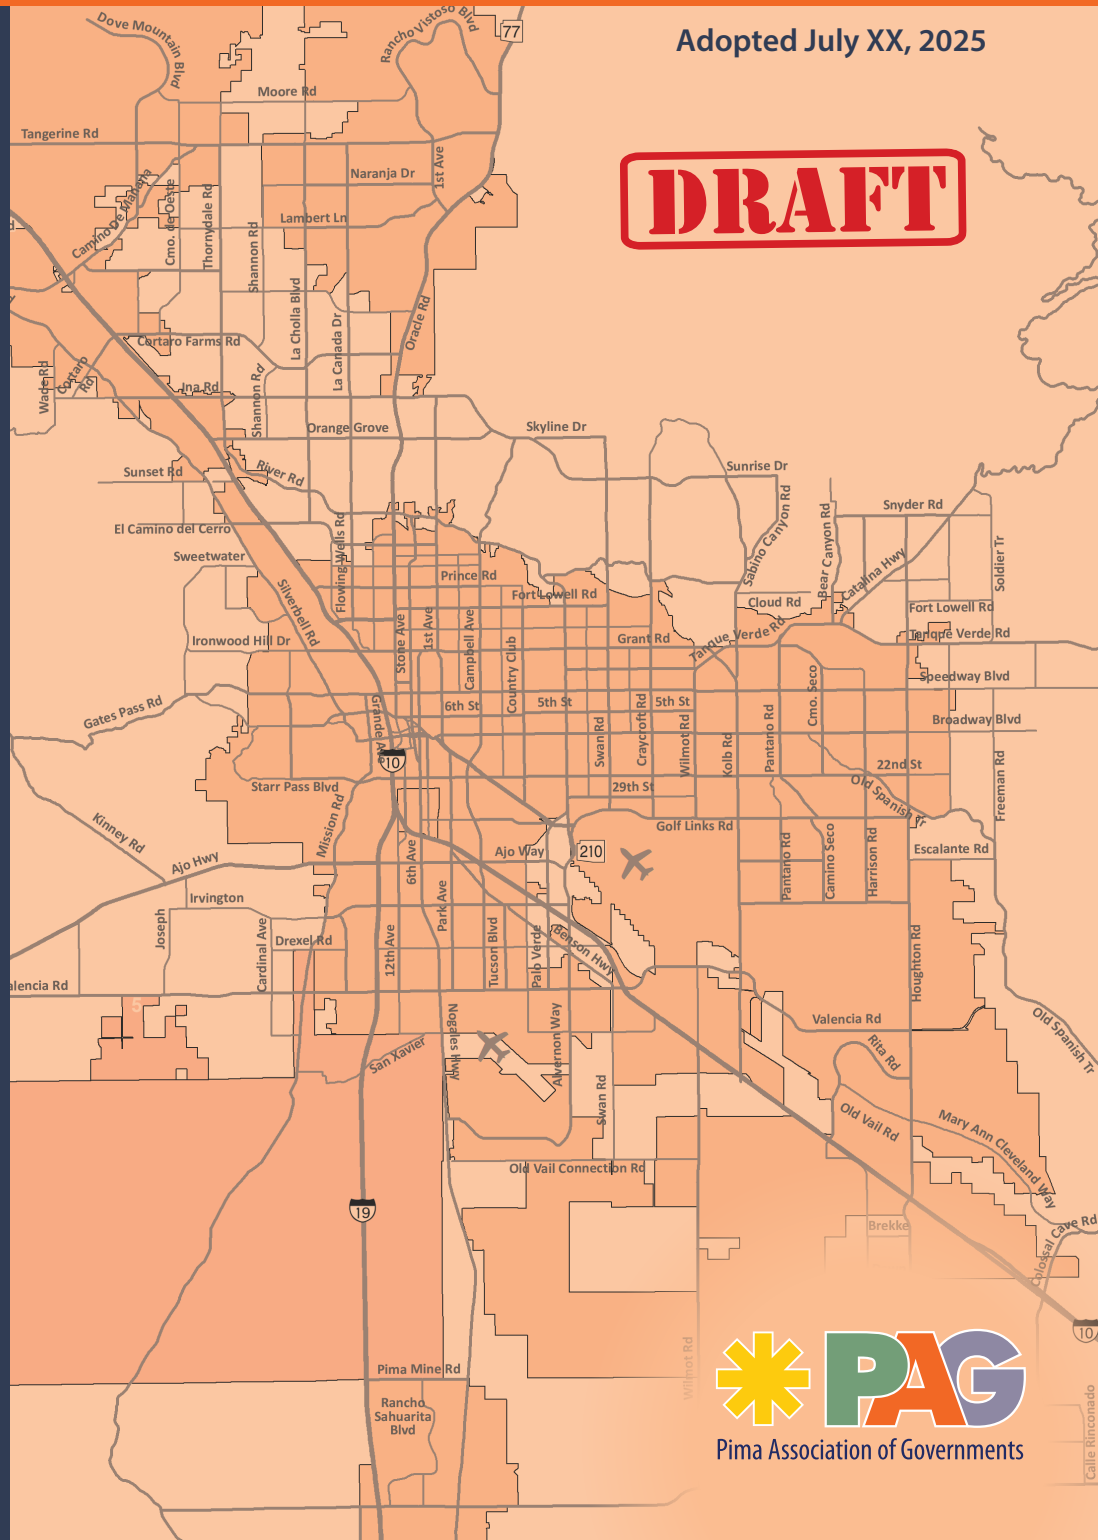 Adopted July XX, 2025
DRAFT
Dove Mountain Blvd
Rancho Vistoso Blvd
77
Moore Rd
Tangerine Rd
1st Ave
Naranja Dr
Camino De Mañana
Cmo. de Oeste
Thornydale Rd
Lambert Ln
Shannon Rd
La Cholla Blvd
La Canada Dr
Oracle Rd
Cortaro Farms Rd
Wade Rd
Cortaro
Rd
Ina Rd
Shannon Rd
Orange Grove
Skyline Dr
Sunset Rd
River Rd
Sunrise Dr
Sabino Canyon Rd
Bear Canyon Rd
Snyder Rd
El Camino del Cerro
Flowing Wells Rd
Sweetwater
Silverbell Rd
Prince Rd
Fort Lowell Rd
Catalina Hwy
Soldier Tr
Cloud Rd
Fort Lowell Rd
Ironwood Hill Dr
Stone Ave
1st Ave
Campbell Ave
Country Club
Grant Rd
Tanque Verde Rd
Tanque Verde Rd
Speedway Blvd
Gates Pass Rd
Grande Ave
6th St
5th St
5th St
Swan Rd
Craycroft Rd
Wilmot Rd
Kolb Rd
Pantano Rd
Cmo. Seco
Broadway Blvd
10
22nd St
Starr Pass Blvd
29th St
Old Spanish Tr
Freeman Rd
Kinney Rd
Mission Rd
Golf Links Rd
Ajo Hwy
6th Ave
Ajo Way
210
Pantano Rd
Camino Seco
Harrison Rd
Escalante Rd
Irvington
Joseph
Cardinal Ave
Drexel Rd
12th Ave
Park Ave
Tucson Blvd
Palo Verde
Benson Hwy
Houghton Rd
alencia Rd
5
Nogales Hwy
Alvernon Way
Valencia Rd
Old Spanish Tr
San Xavier
Rita Rd
Swan Rd
Old Vail Rd
Mary Ann Cleveland Way
Old Vail Connection Rd
19
Brekke
Colossal Cave Rd
10
Wilmot Rd
Pima Mine Rd
Rancho
Sahuarita
Blvd
Calle Rinconado
PAG
Pima Association of Governments